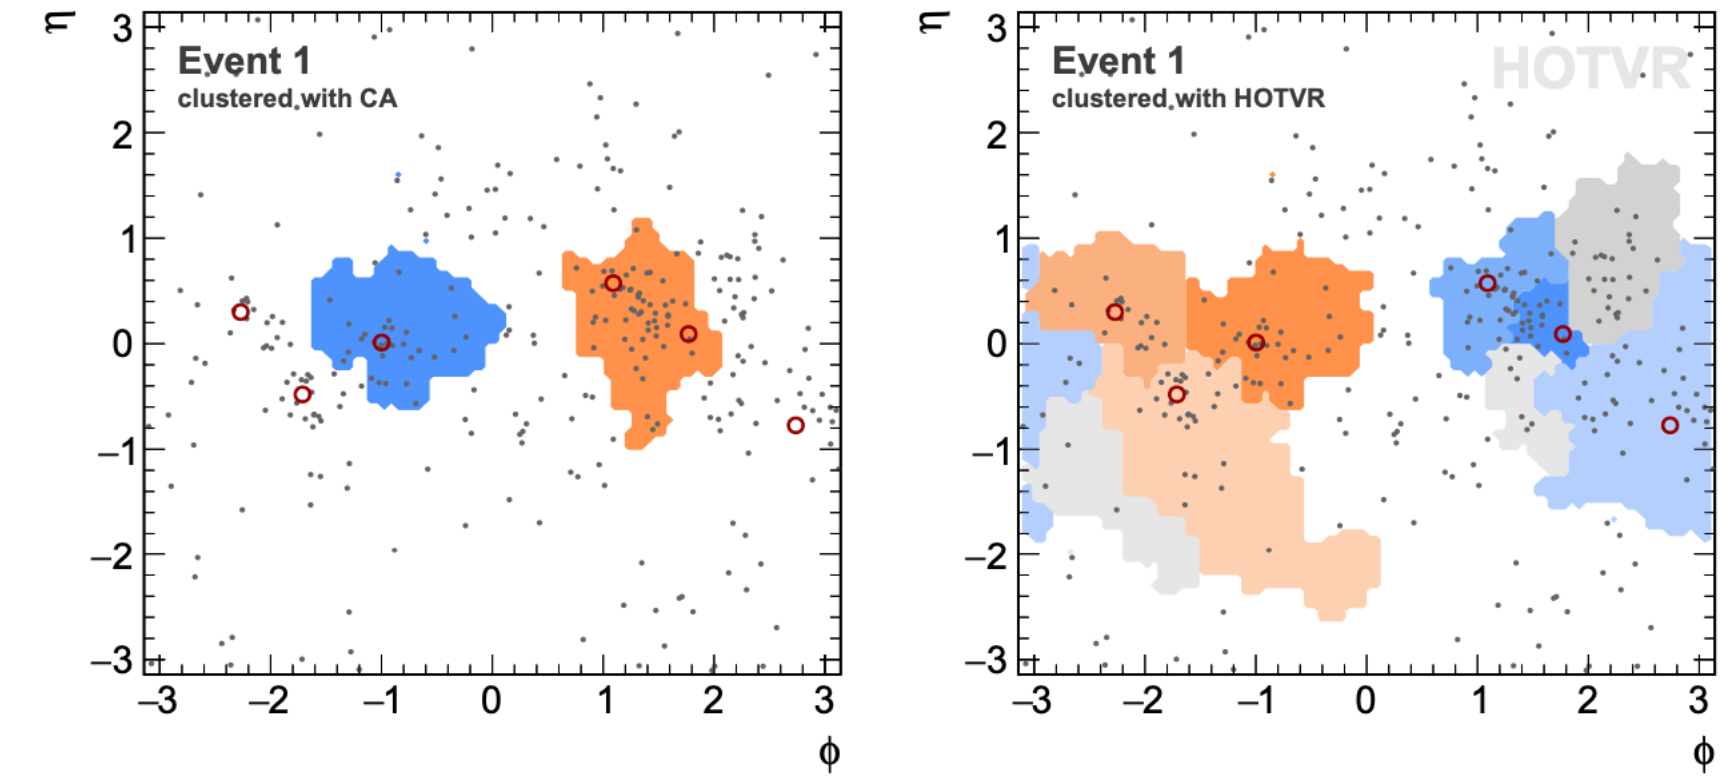 η
3
2
1
0
−1
−2
−3
Event 1
clustered with CA
−3 −2 −1 0 1 2 3
ϕ
η
3
2
1
0
−1
−2
−3
Event 1
clustered with HOTVR
HOTVR
−3 −2 −1 0 1 2 3
ϕ